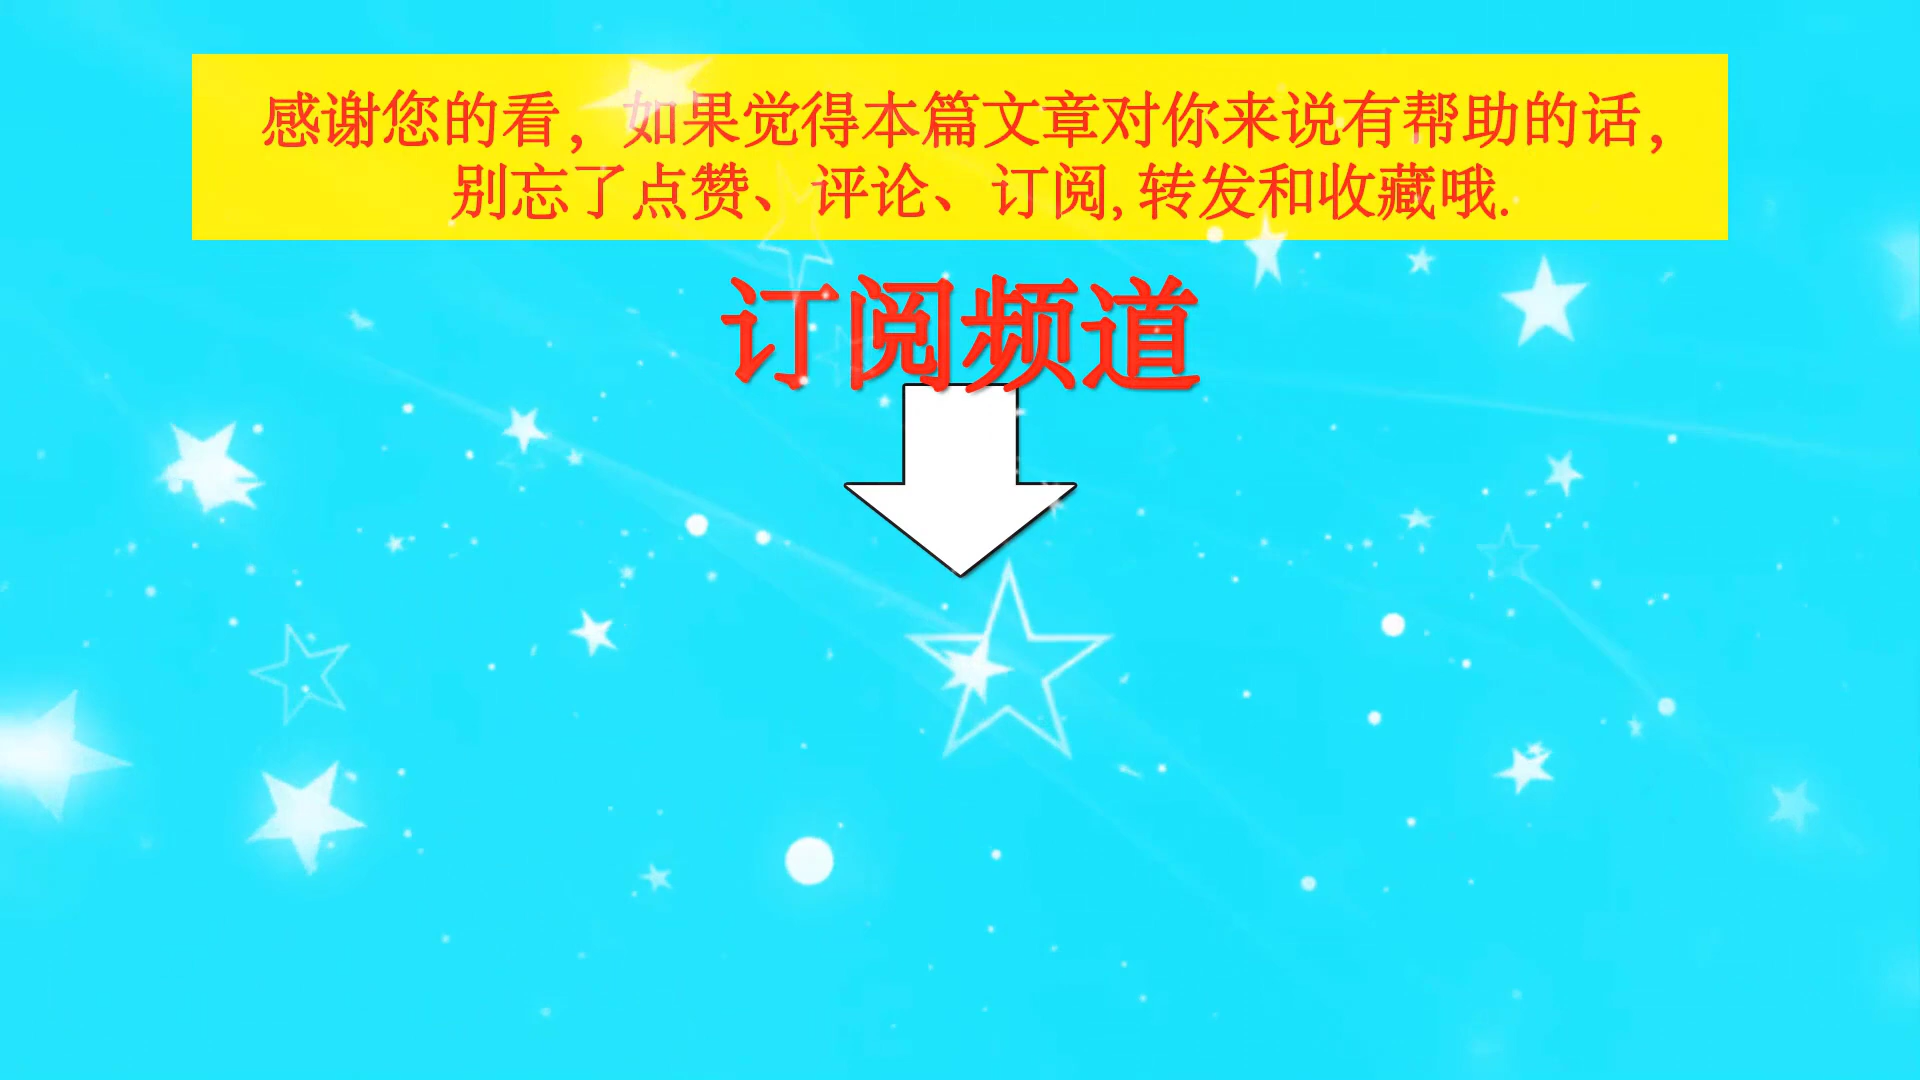 感谢您的看，如果觉得本篇文章对你来说有帮助的话，
别忘了点赞、评论、订阅,转发和收藏哦.
订阅频道